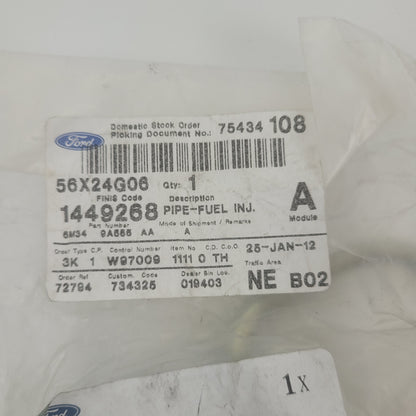 Ford
Domestic Stock Order
Picking Document No.: 75434 108
56X24G06 Qty: 1
FINIS Code Description
1449268 PIPE-FUEL INJ. A
Part Number Mode of Shipment / Remarks Module
6M34 9A555 AA A
Order Type C.P. Control Number Item No C.D. C.o.O 25-JAN-12
3K 1 W97009 1111 0 TH Traffic Area
Order Ref Custom. Code Dealer Bin Loc. NE B02
72794 734325 019403
Ford
1X